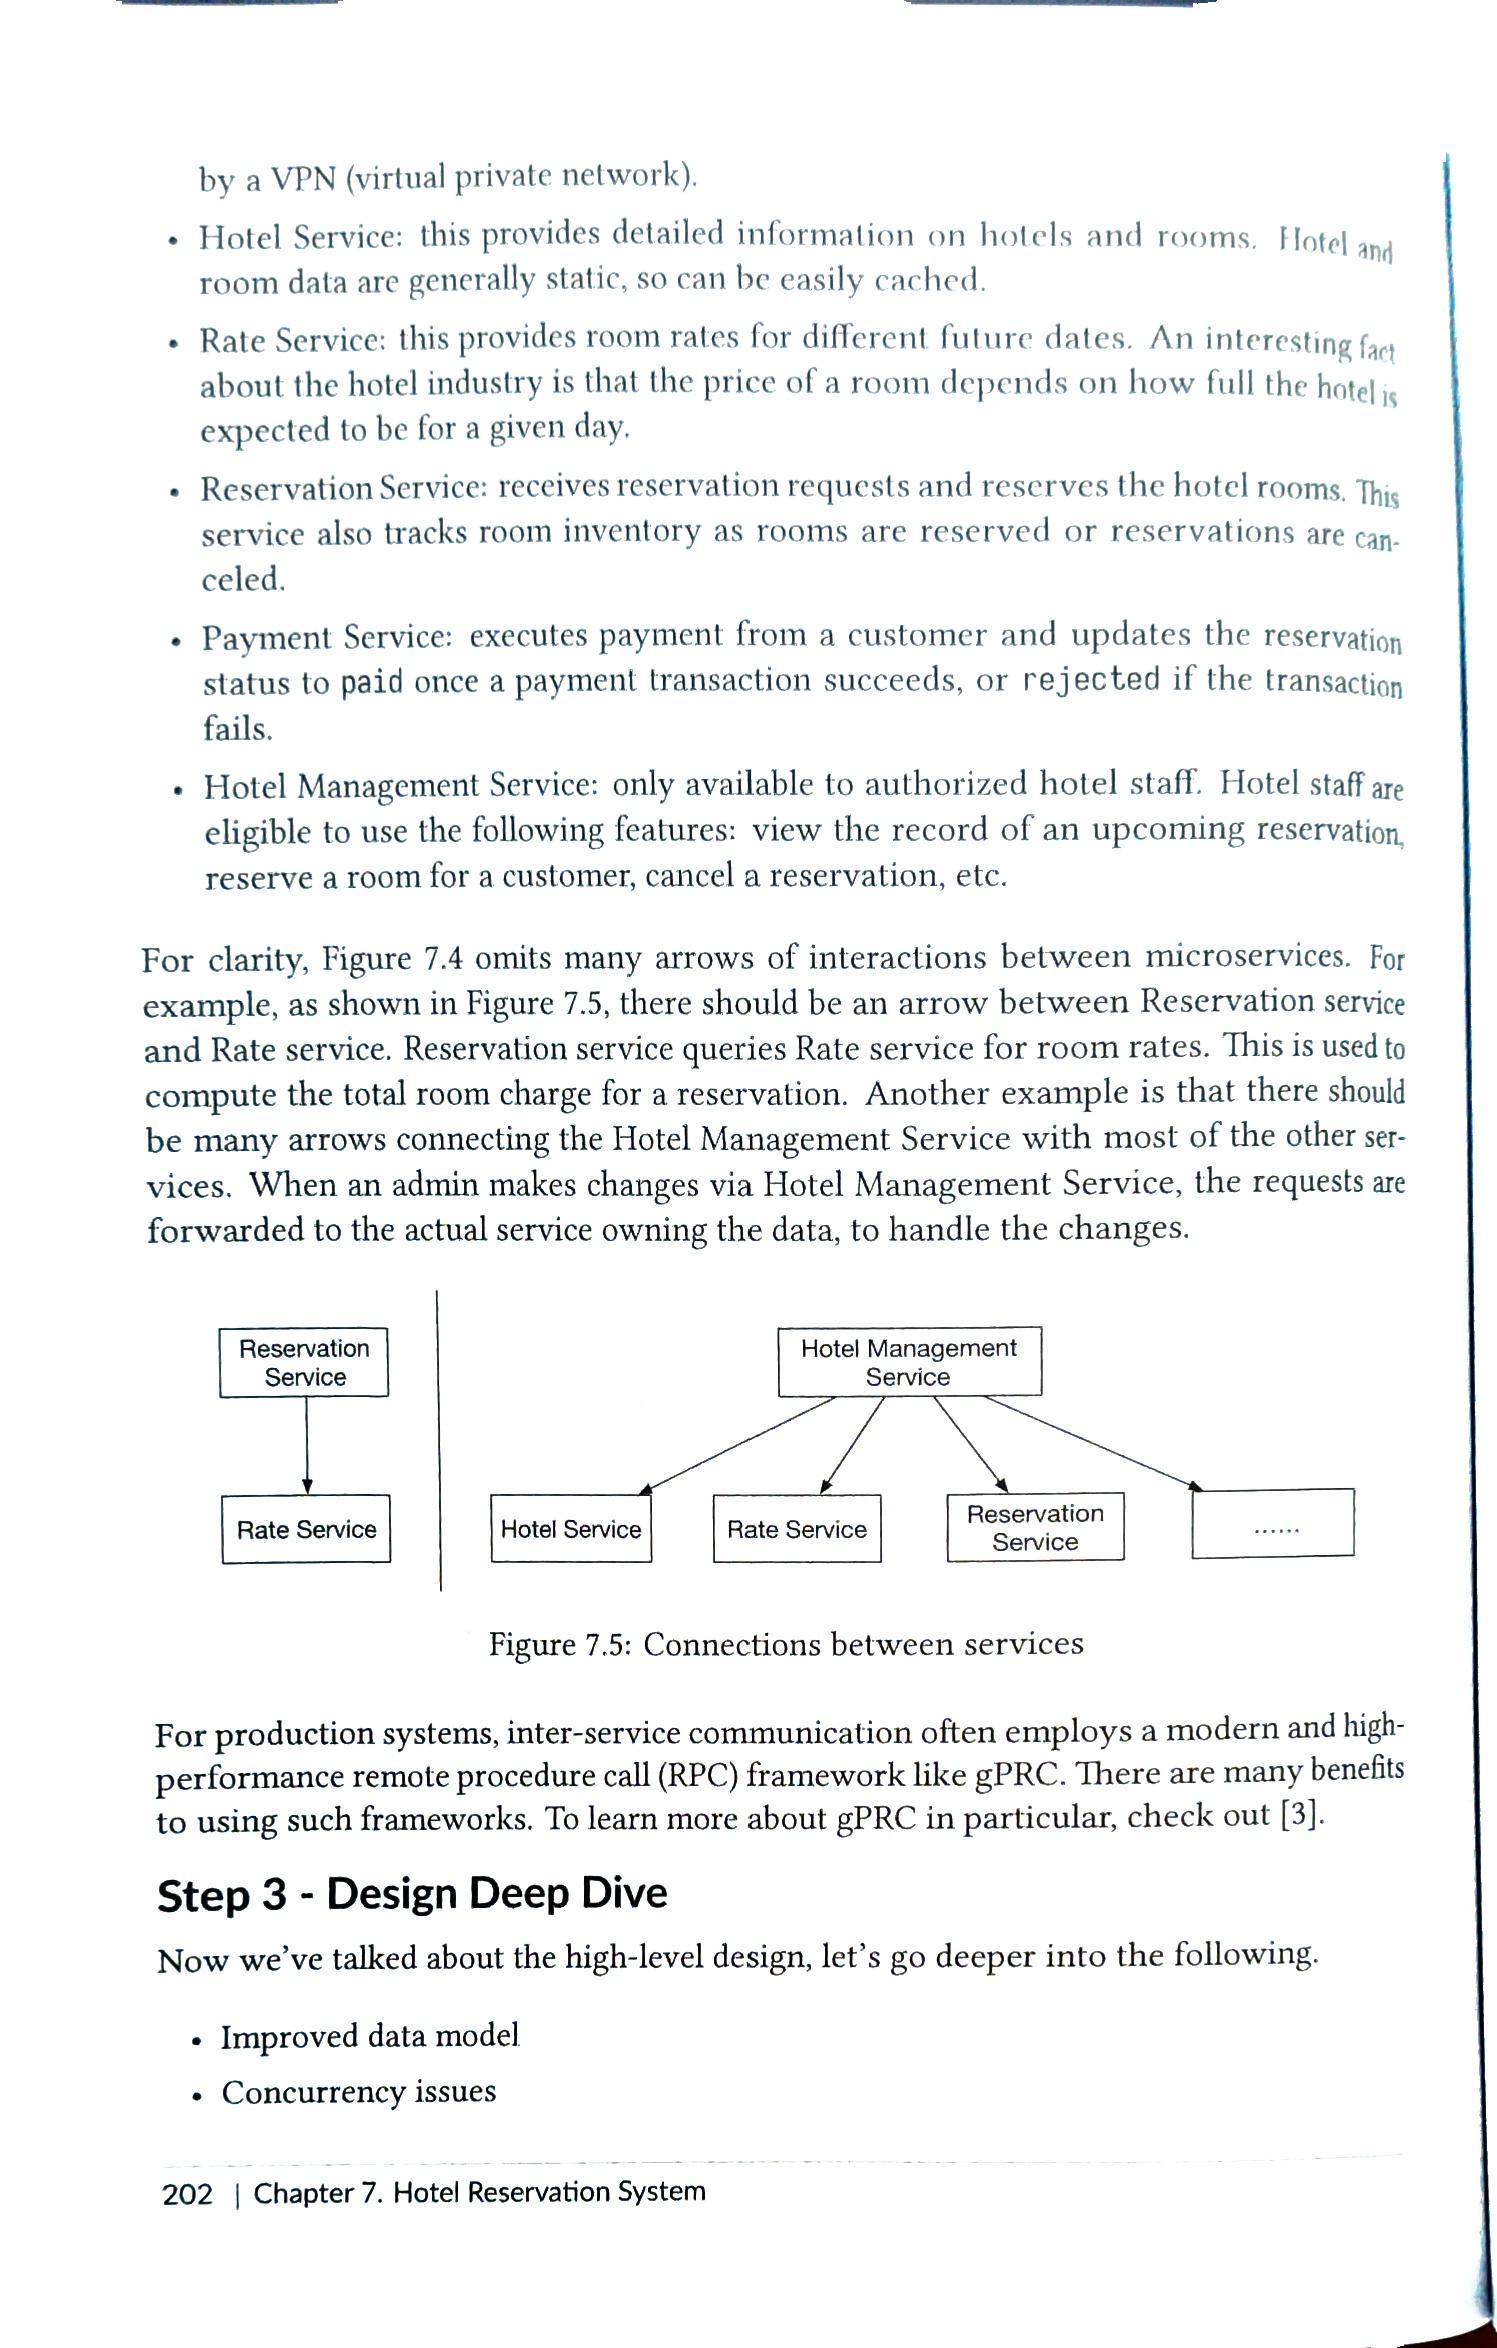 by a VPN (virtual private network).
• Hotel Service: this provides detailed information on hotels and rooms. Hotel and
room data are generally static, so can be easily cached.
• Rate Service: this provides room rates for different future dates. An interesting fact
about the hotel industry is that the price of a room depends on how full the hotel is
expected to be for a given day.
• Reservation Service: receives reservation requests and reserves the hotel rooms. This
service also tracks room inventory as rooms are reserved or reservations are can-
celed.
• Payment Service: executes payment from a customer and updates the reservation
status to paid once a payment transaction succeeds, or rejected if the transaction
fails.
• Hotel Management Service: only available to authorized hotel staff. Hotel staff are
eligible to use the following features: view the record of an upcoming reservation,
reserve a room for a customer, cancel a reservation, etc.
For clarity, Figure 7.4 omits many arrows of interactions between microservices. For
example, as shown in Figure 7.5, there should be an arrow between Reservation service
and Rate service. Reservation service queries Rate service for room rates. This is used to
compute the total room charge for a reservation. Another example is that there should
be many arrows connecting the Hotel Management Service with most of the other ser-
vices. When an admin makes changes via Hotel Management Service, the requests are
forwarded to the actual service owning the data, to handle the changes.
Reservation
Service
Rate Service
Hotel Management
Service
Hotel Service
Rate Service
Reservation
Service
......
Figure 7.5: Connections between services
For production systems, inter-service communication often employs a modern and high-
performance remote procedure call (RPC) framework like gPRC. There are many benefits
to using such frameworks. To learn more about gPRC in particular, check out [3].
Step 3 - Design Deep Dive
Now we've talked about the high-level design, let's go deeper into the following.
• Improved data model
• Concurrency issues
202 | Chapter 7. Hotel Reservation System